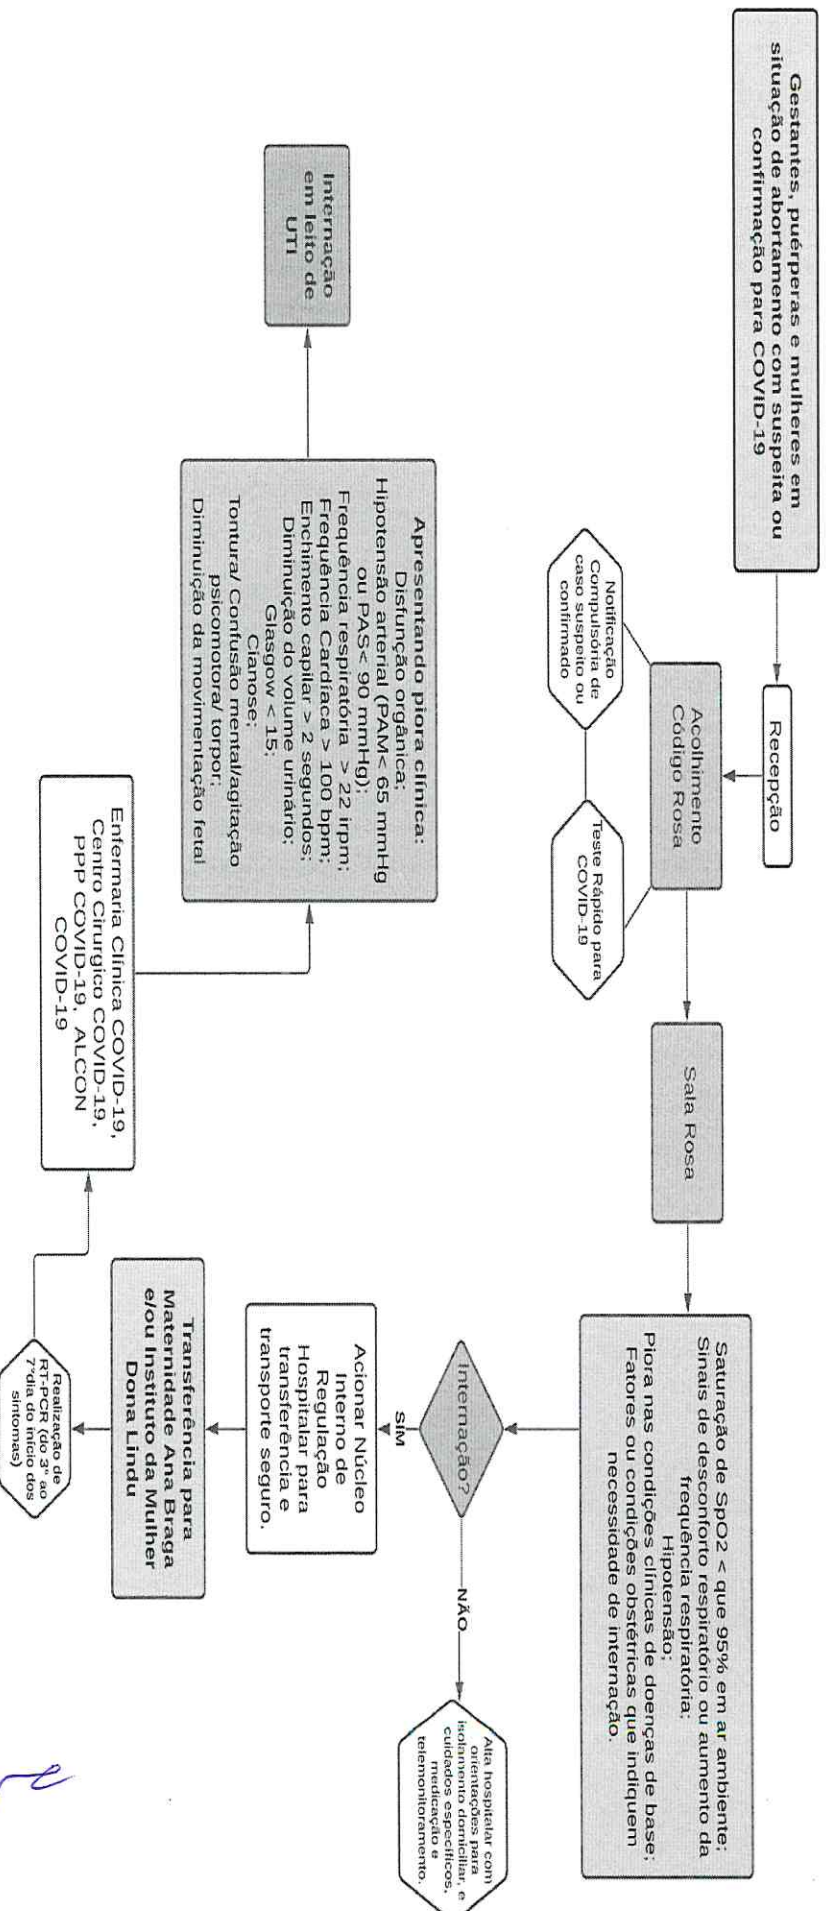 Gestantes, puérperas e mulheres em
situação de abortamento com suspeita ou
confirmação para COVID-19
Recepção
Acolhimento
Código Rosa
Notificação
Compulsória de
caso suspeito ou
confirmado
Teste Rápido para
COVID-19
Sala Rosa
Saturação de SpO2 < que 95% em ar ambiente;
Sinais de desconforto respiratório ou aumento da
frequência respiratória;
Hipotensão;
Piora nas condições clínicas de doenças de base;
Fatores ou condições obstétricas que indiquem
necessidade de internação.
Internação?
NÃO
Alta hospitalar com
orientações para
isolamento domiciliar, e
cuidados específicos,
medicação e
telemonitoramento.
SIM
Acionar Núcleo
Interno de
Regulação
Hospitalar para
transferência e
transporte seguro.
Transferência para
Maternidade Ana Braga
e/ou Instituto da Mulher
Dona Lindu
Realização de
RT-PCR (do 3º ao
7ºdia do início dos
sintomas)
Enfermaria Clínica COVID-19,
Centro Cirurgico COVID-19,
PPP COVID-19, ALCON
COVID-19
Apresentando piora clínica:
Disfunção orgânica;
Hipotensão arterial (PAM< 65 mmHg
ou PAS< 90 mmHg);
Frequência respiratória > 22 irpm;
Frequência Cardíaca > 100 bpm;
Enchimento capilar > 2 segundos;
Diminuição do volume urinário;
Glasgow < 15;
Cianose;
Tontura/ Confusão mental/agitação
psicomotora/ torpor;
Diminuição da movimentação fetal
Internação
em leito de
UTI